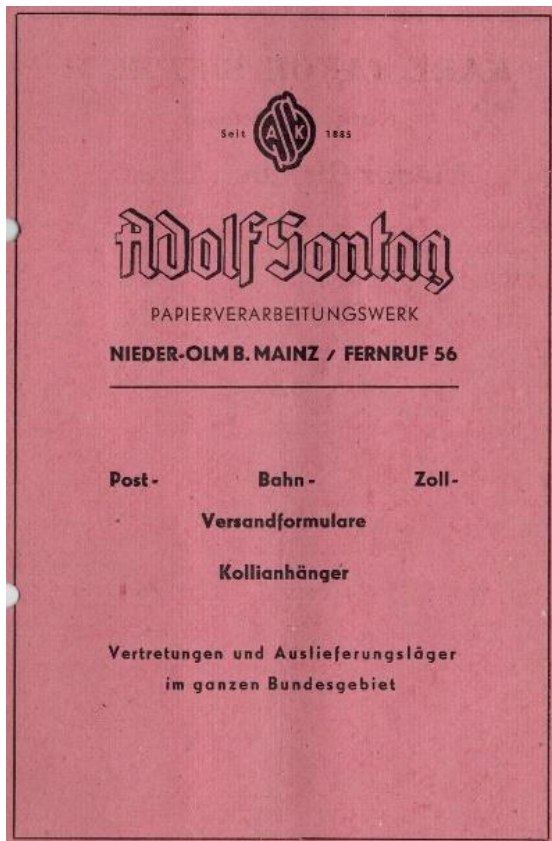 Seit ASK 1885
Adolf Sontag
PAPIERVERARBEITUNGSWERK
NIEDER-OLM B. MAINZ / FERNRUF 56
Post- Bahn- Zoll-
Versandformulare
Kollianhänger
Vertretungen und Auslieferungsläger
im ganzen Bundesgebiet